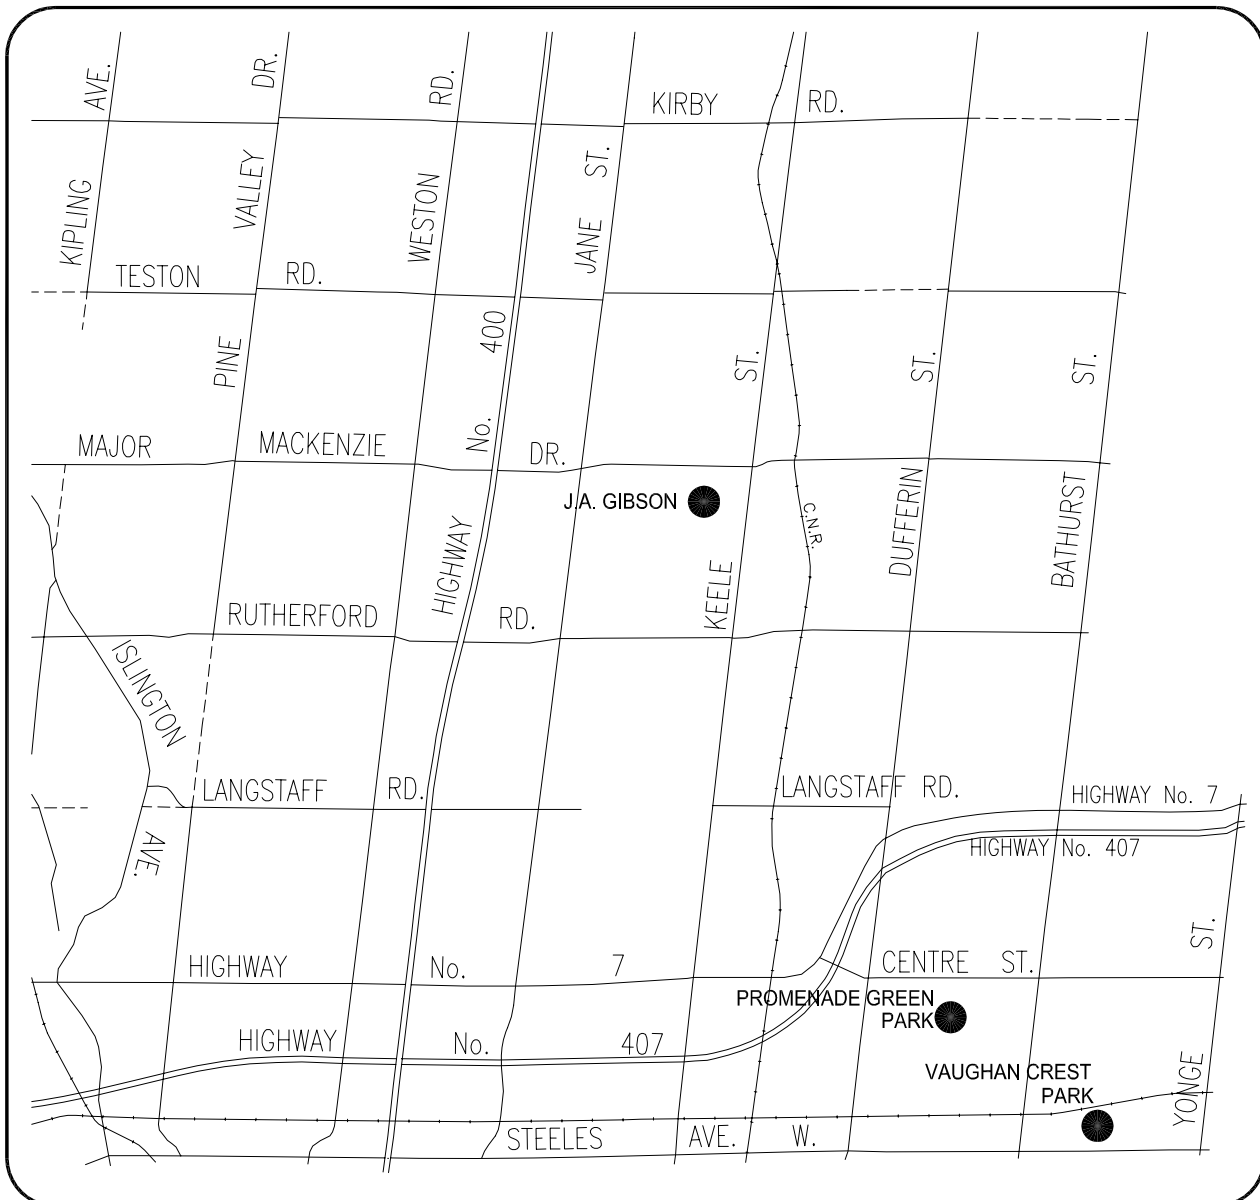 KIPLING AVE.
PINE VALLEY DR.
WESTON RD.
HIGHWAY No. 400
JANE ST.
KEELE ST.
DUFFERIN ST.
BATHURST ST.
YONGE ST.
KIRBY RD.
TESTON RD.
MAJOR MACKENZIE DR.
J.A. GIBSON
C.N.R.
RUTHERFORD RD.
ISLINGTON AVE.
LANGSTAFF RD.
LANGSTAFF RD.
HIGHWAY No. 7
HIGHWAY No. 407
HIGHWAY No. 7
CENTRE ST.
PROMENADE GREEN
PARK
HIGHWAY No. 407
VAUGHAN CREST
PARK
STEELES AVE. W.